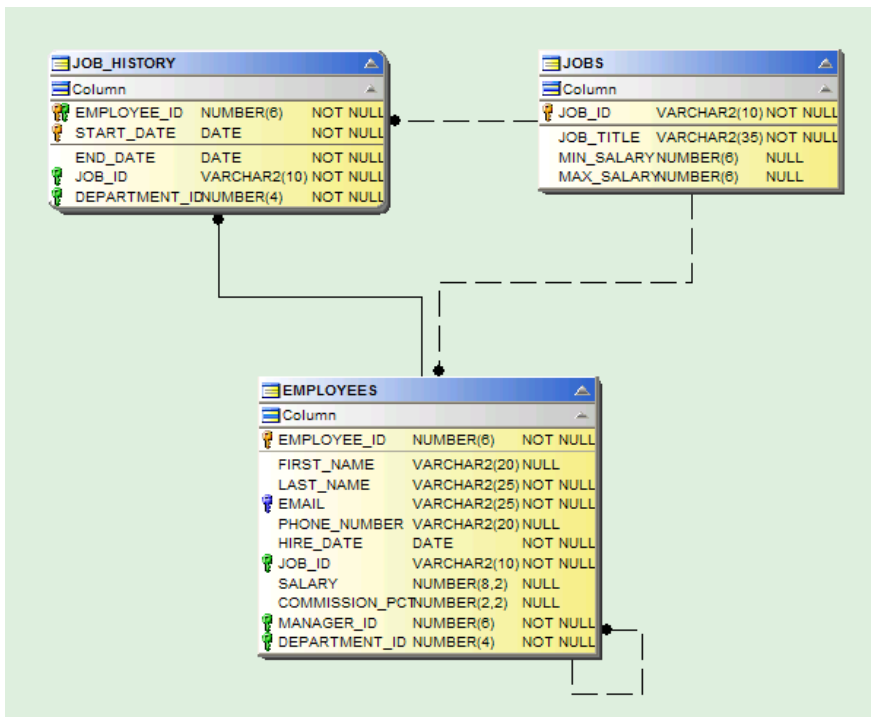 JOB_HISTORY
Column
EMPLOYEE_ID NUMBER(6) NOT NULL
START_DATE DATE NOT NULL
END_DATE DATE NOT NULL
JOB_ID VARCHAR2(10) NOT NULL
DEPARTMENT_ID NUMBER(4) NOT NULL
JOBS
Column
JOB_ID VARCHAR2(10) NOT NULL
JOB_TITLE VARCHAR2(35) NOT NULL
MIN_SALARY NUMBER(6) NULL
MAX_SALARY NUMBER(6) NULL
EMPLOYEES
Column
EMPLOYEE_ID NUMBER(6) NOT NULL
FIRST_NAME VARCHAR2(20) NULL
LAST_NAME VARCHAR2(25) NOT NULL
EMAIL VARCHAR2(25) NOT NULL
PHONE_NUMBER VARCHAR2(20) NULL
HIRE_DATE DATE NOT NULL
JOB_ID VARCHAR2(10) NOT NULL
SALARY NUMBER(8,2) NULL
COMMISSION_PCT NUMBER(2,2) NULL
MANAGER_ID NUMBER(6) NOT NULL
DEPARTMENT_ID NUMBER(4) NOT NULL